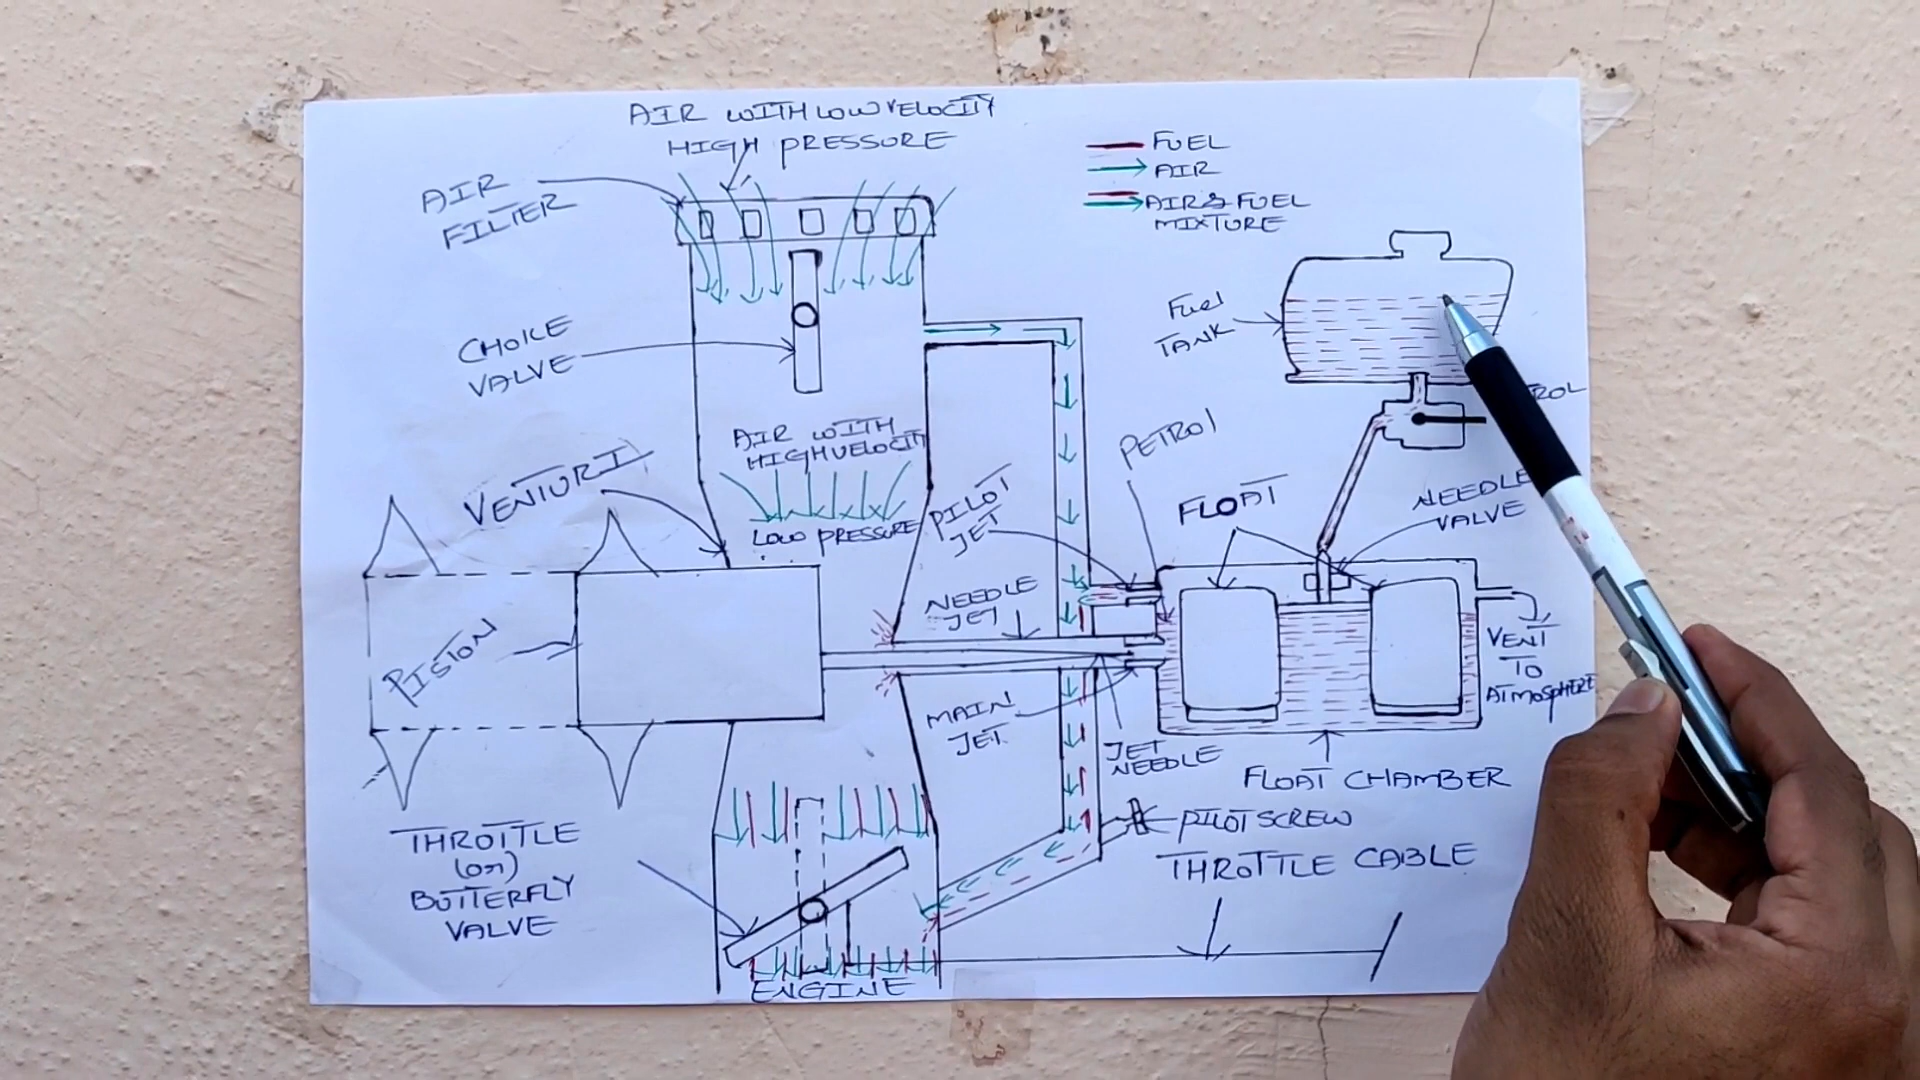 AIR WITH LOW VELOCITY
HIGH PRESSURE
FUEL
AIR
AIR & FUEL
MIXTURE
AIR
FILTER
Fuel
TANK
CHOICE
VALVE
PETROL
AIR WITH
HIGH VELOCITY
LOW PRESSURE
VENTURI
PILOT
JET
FLOAT
NEEDLE
VALVE
NEEDLE
JET
PISTON
VENT
TO
ATMOSPHERE
MAIN
JET
JET
NEEDLE
FLOAT CHAMBER
PILOT SCREW
THROTTLE CABLE
THROTTLE
(or)
BUTTERFLY
VALVE
ENGINE